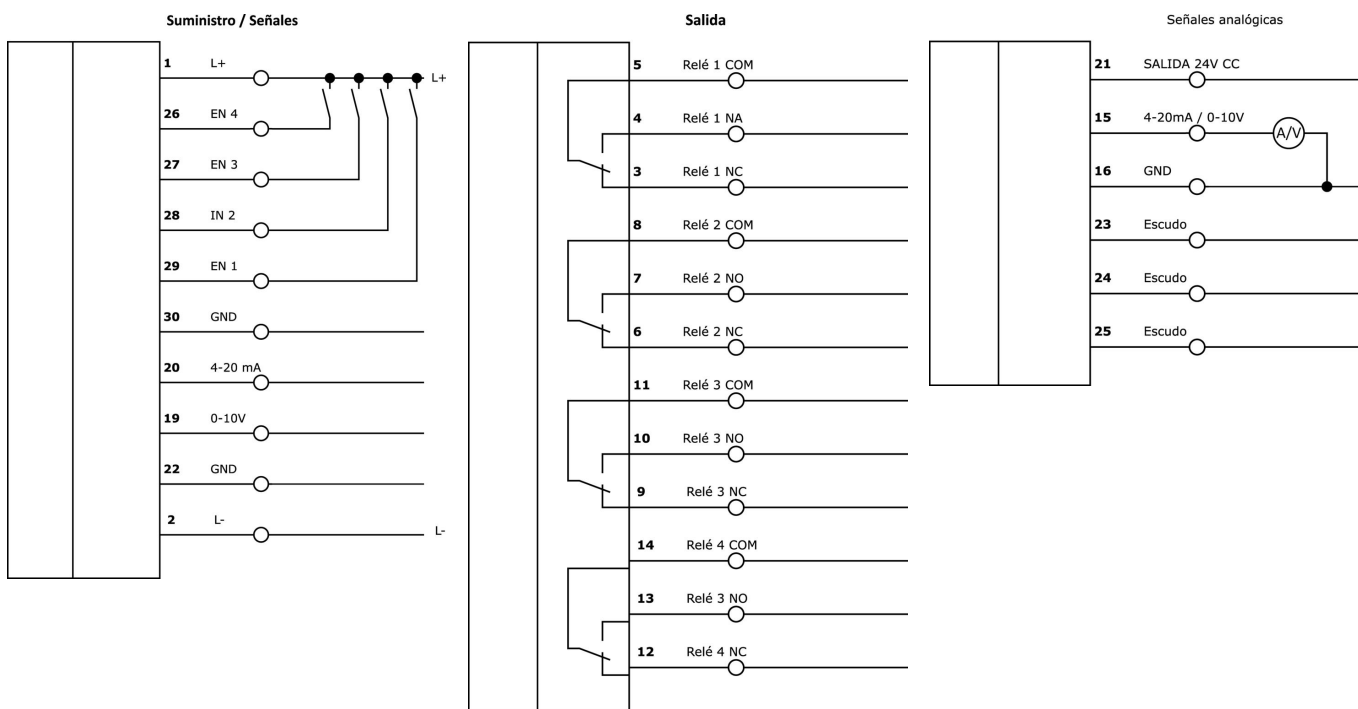 Suministro / Señales
1 L+
L+
26 EN 4
27 EN 3
28 IN 2
29 EN 1
30 GND
20 4-20 mA
19 0-10V
22 GND
2 L-
L-
Salida
5 Relé 1 COM
4 Relé 1 NA
3 Relé 1 NC
8 Relé 2 COM
7 Relé 2 NO
6 Relé 2 NC
11 Relé 3 COM
10 Relé 3 NO
9 Relé 3 NC
14 Relé 4 COM
13 Relé 3 NO
12 Relé 4 NC
Señales analógicas
21 SALIDA 24V CC
15 4-20mA / 0-10V
A/V
16 GND
23 Escudo
24 Escudo
25 Escudo